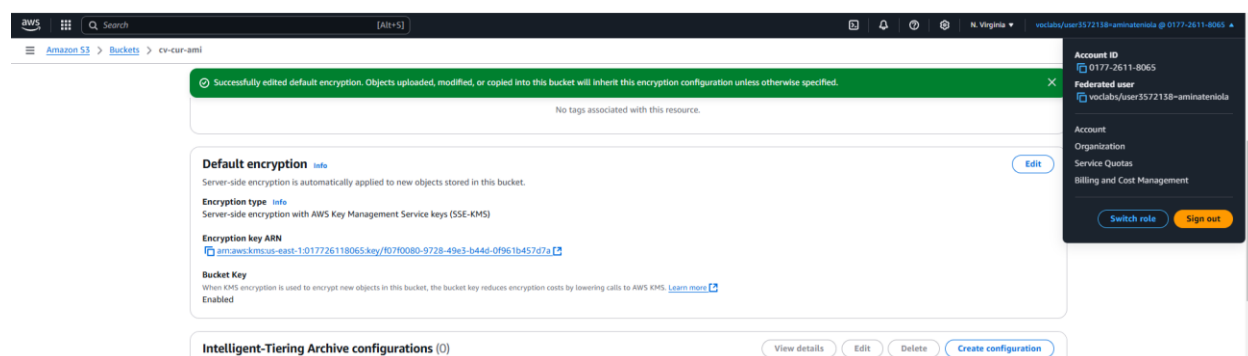 aws
Search
[Alt+S]
N. Virginia
voclabs/user3572138=aminateniola @ 0177-2611-8065
Amazon S3 > Buckets > cv-cur-ami
Account ID
0177-2611-8065
Federated user
voclabs/user3572138=aminateniola
Account
Organization
Service Quotas
Billing and Cost Management
Switch role
Sign out
Successfully edited default encryption. Objects uploaded, modified, or copied into this bucket will inherit this encryption configuration unless otherwise specified.
No tags associated with this resource.
Default encryption Info
Edit
Server-side encryption is automatically applied to new objects stored in this bucket.
Encryption type Info
Server-side encryption with AWS Key Management Service keys (SSE-KMS)
Encryption key ARN
arn:aws:kms:us-east-1:017726118065:key/f07f0080-9728-49e3-b44d-0f961b457d7a
Bucket Key
When KMS encryption is used to encrypt new objects in this bucket, the bucket key reduces encryption costs by lowering calls to AWS KMS. Learn more
Enabled
Intelligent-Tiering Archive configurations (0)
View details
Edit
Delete
Create configuration